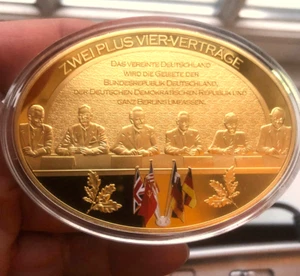 ZWEI PLUS VIER-VERTRÄGE
DAS VEREINTE DEUTSCHLAND
WIRD DIE GEBIETE DER
BUNDESREPUBLIK DEUTSCHLAND,
DER DEUTSCHEN DEMOKRATISCHEN REPUBLIK UND
GANZ BERLINS UMFASSEN.